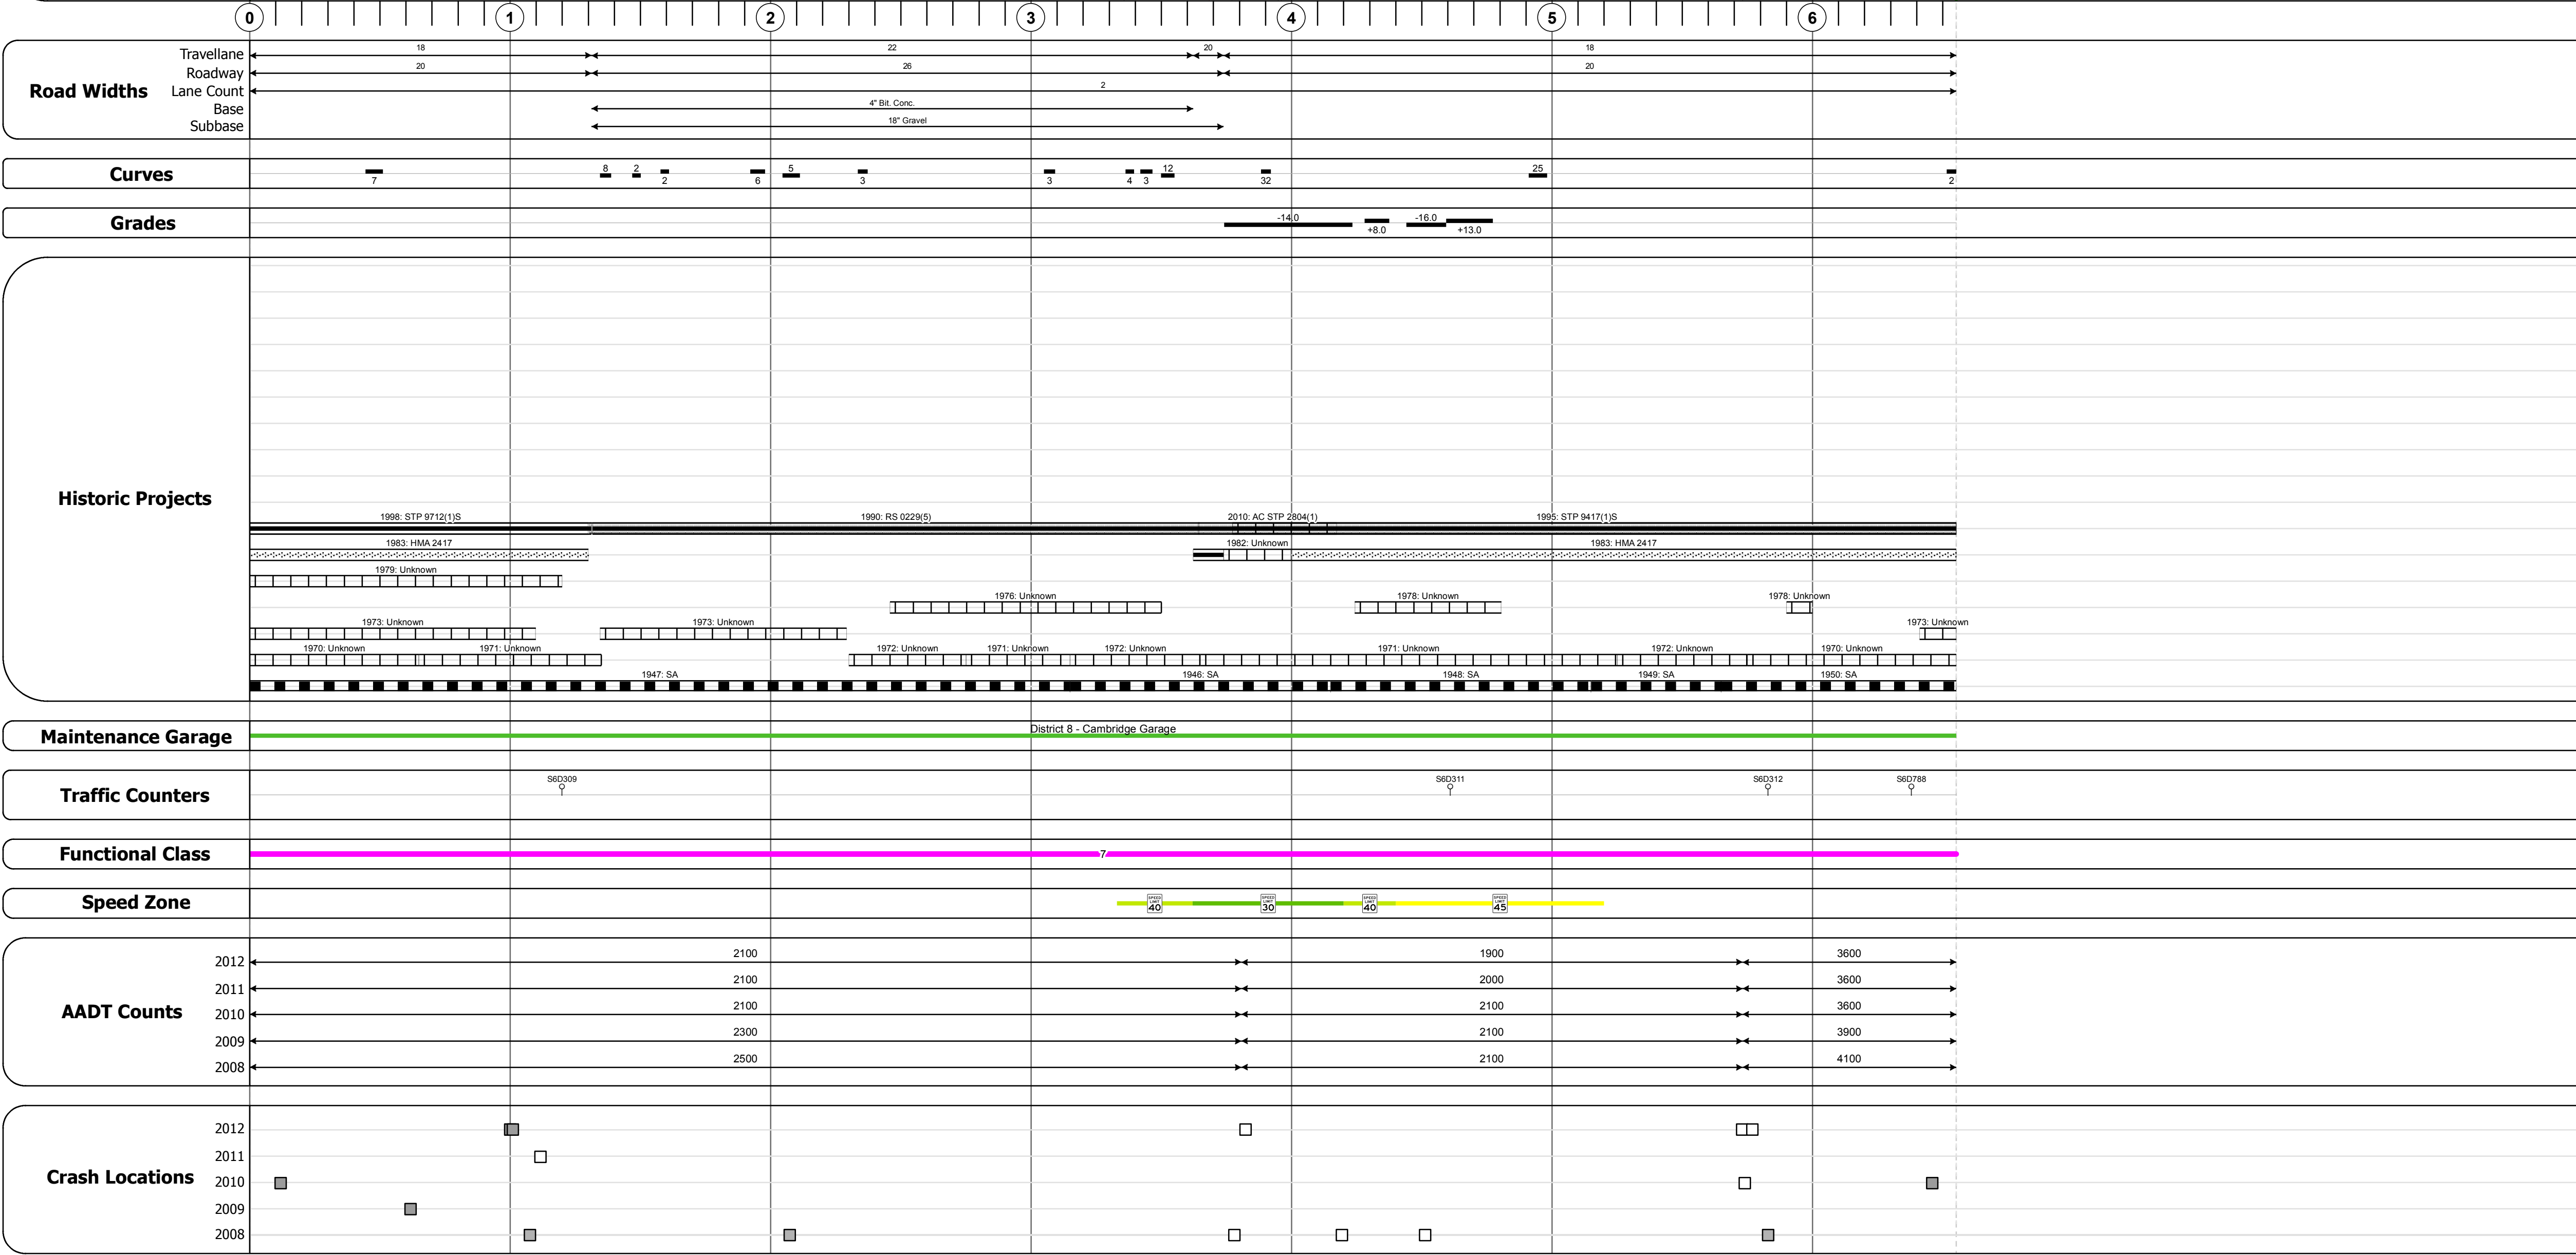 0 1 2 3 4 5 6
Travellane 18 22 20 18
Roadway 20 26 20
Road Widths
Lane Count 2
Base 4" Bit. Conc.
Subbase 18" Gravel
8 2 5 12 25
Curves
7 2 6 3 3 4 3 32 2
-14.0 -16.0
Grades
+8.0 +13.0
Historic Projects
1998: STP 9712(1)S 1990: RS 0229(5) 2010: AC STP 2804(1) 1995: STP 9417(1)S
1983: HMA 2417 1982: Unknown 1983: HMA 2417
1979: Unknown
1976: Unknown 1978: Unknown 1978: Unknown
1973: Unknown 1973: Unknown 1973: Unknown
1970: Unknown 1971: Unknown 1972: Unknown 1971: Unknown 1972: Unknown 1971: Unknown 1972: Unknown 1970: Unknown
1947: SA 1946: SA 1948: SA 1949: SA 1950: SA
Maintenance Garage
District 8 - Cambridge Garage
Traffic Counters
S6D309 S6D311 S6D312 S6D788
Functional Class
7
Speed Zone
SPEED LIMIT 40 SPEED LIMIT 30 SPEED LIMIT 40 SPEED LIMIT 45
AADT Counts
2012 2100 1900 3600
2011 2100 2000 3600
2010 2100 2100 3600
2009 2300 2100 3900
2008 2500 2100 4100
Crash Locations
2012
2011
2010
2009
2008